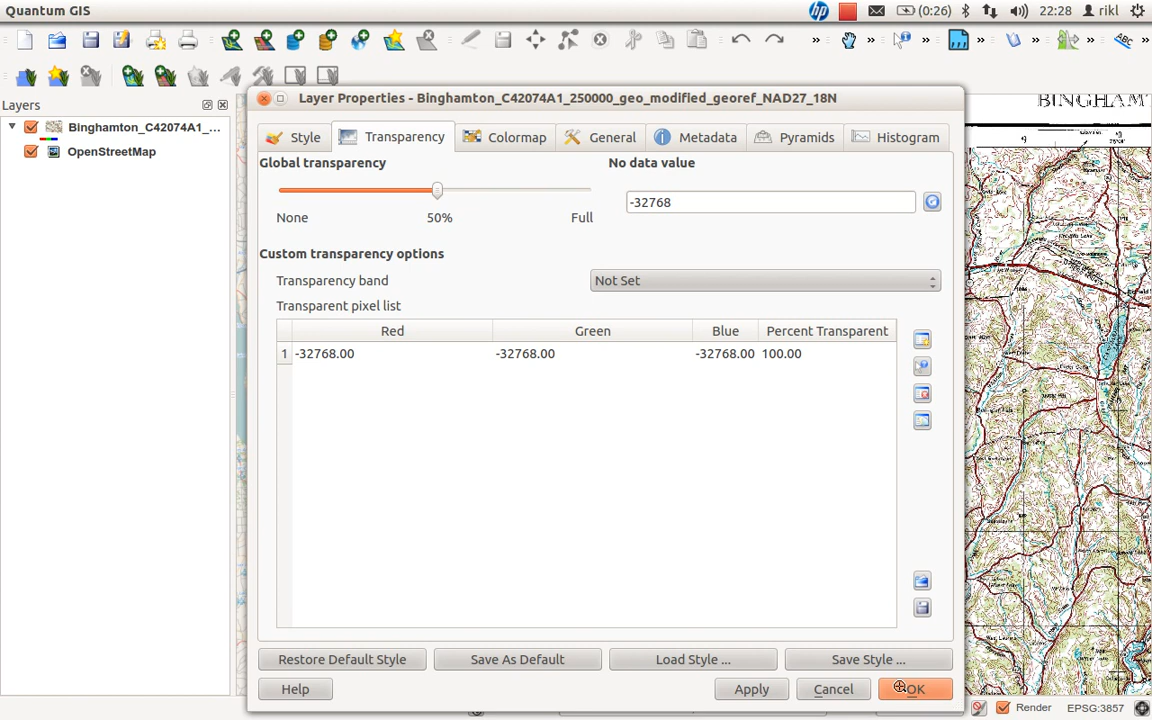 Quantum GIS
(0:26)
22:28
rikl
Layers
Binghamton_C42074A1_...
OpenStreetMap
Layer Properties - Binghamton_C42074A1_250000_geo_modified_georef_NAD27_18N
Style
Transparency
Colormap
General
Metadata
Pyramids
Histogram
Global transparency
No data value
-32768
None
50%
Full
Custom transparency options
Transparency band
Not Set
Transparent pixel list
Red
Green
Blue
Percent Transparent
1
-32768.00
-32768.00
-32768.00
100.00
Restore Default Style
Save As Default
Load Style ...
Save Style ...
Help
Apply
Cancel
OK
Render
EPSG:3857
BINGHAM
ABC
hp